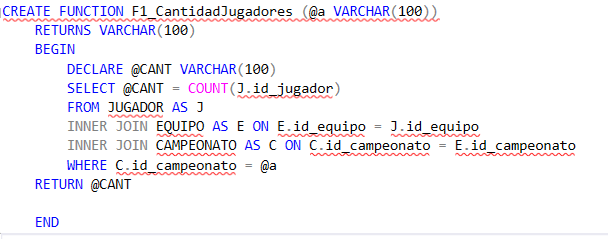 CREATE FUNCTION F1_CantidadJugadores (@a VARCHAR(100))
RETURNS VARCHAR(100)
BEGIN
DECLARE @CANT VARCHAR(100)
SELECT @CANT = COUNT(J.id_jugador)
FROM JUGADOR AS J
INNER JOIN EQUIPO AS E ON E.id_equipo = J.id_equipo
INNER JOIN CAMPEONATO AS C ON C.id_campeonato = E.id_campeonato
WHERE C.id_campeonato = @a
RETURN @CANT
END